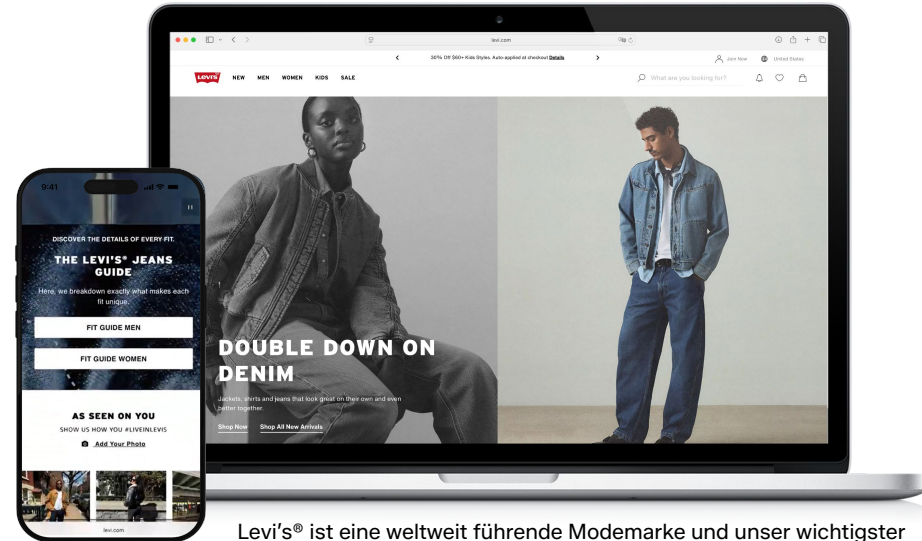 levi.com
30% Off $60+ Kids Styles. Auto-applied at checkout Details
Join Now
United States
Levi's
NEW MEN WOMEN KIDS SALE
What are you looking for?
DOUBLE DOWN ON
DENIM
Jackets, shirts and jeans that look great on their own and even
better together.
Shop Now Shop All New Arrivals
9:41
DISCOVER THE DETAILS OF EVERY FIT.
THE LEVI'S® JEANS
GUIDE
Here, we breakdown exactly what makes each
fit unique.
FIT GUIDE MEN
FIT GUIDE WOMEN
AS SEEN ON YOU
SHOW US HOW YOU #LIVEINLEVIS
Add Your Photo
levi.com
Levi's® ist eine weltweit führende Modemarke und unser wichtigster